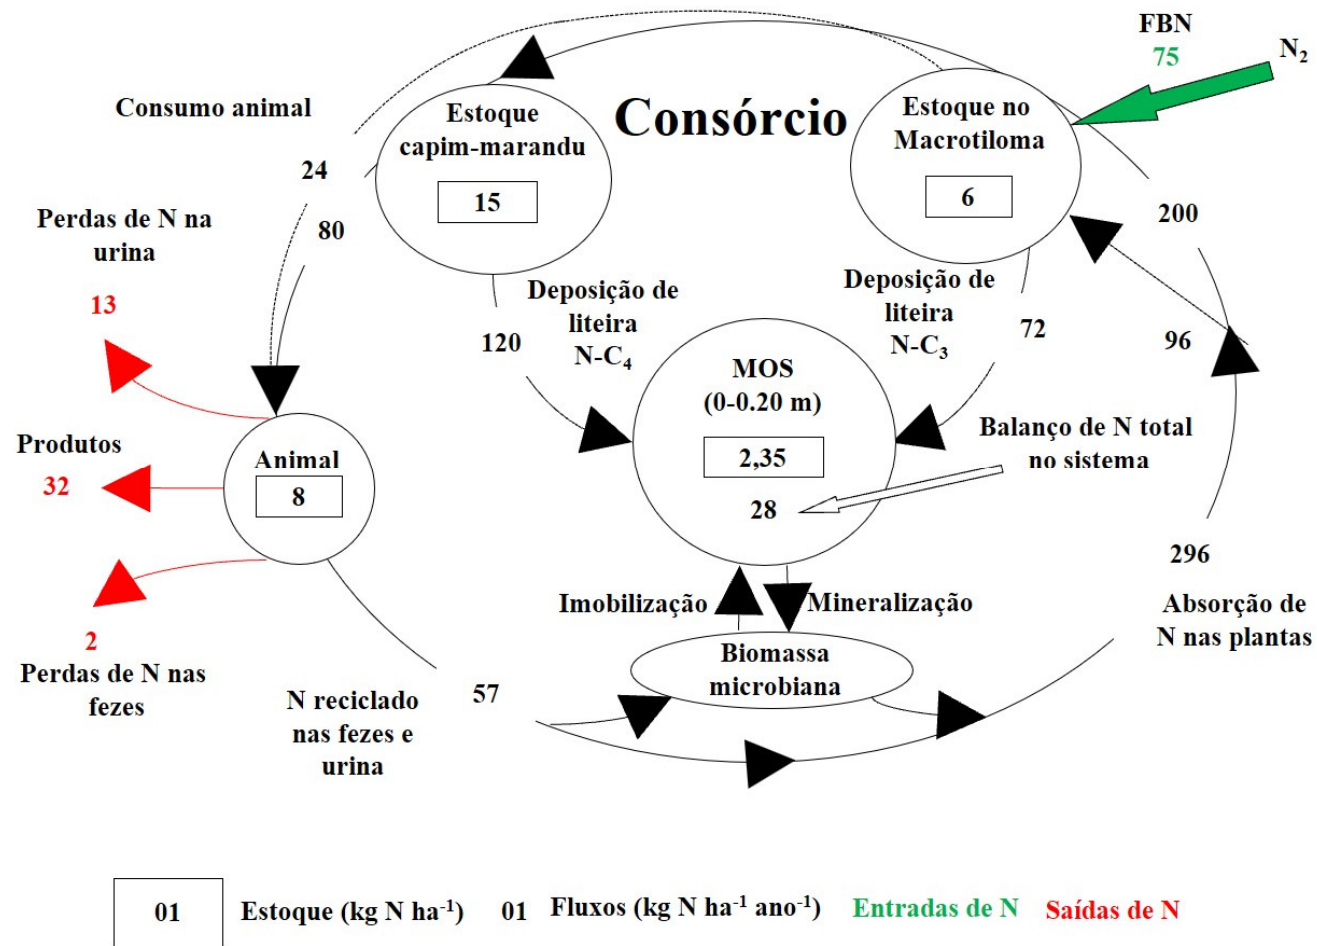 FBN
75
N₂
Consumo animal
Estoque
capim-marandu
15
Consórcio
Estoque no
Macrotiloma
6
24
80
200
Perdas de N na
urina
13
Deposição de
liteira
N-C₄
120
Deposição de
liteira
N-C₃
72
96
MOS
(0-0.20 m)
2,35
28
Balanço de N total
no sistema
Produtos
32
Animal
8
296
Absorção de
N nas plantas
Imobilização
Mineralização
2
Perdas de N nas
fezes
Biomassa
microbiana
57
N reciclado
nas fezes e
urina
01 Estoque (kg N ha⁻¹) 01 Fluxos (kg N ha⁻¹ ano⁻¹) Entradas de N Saídas de N